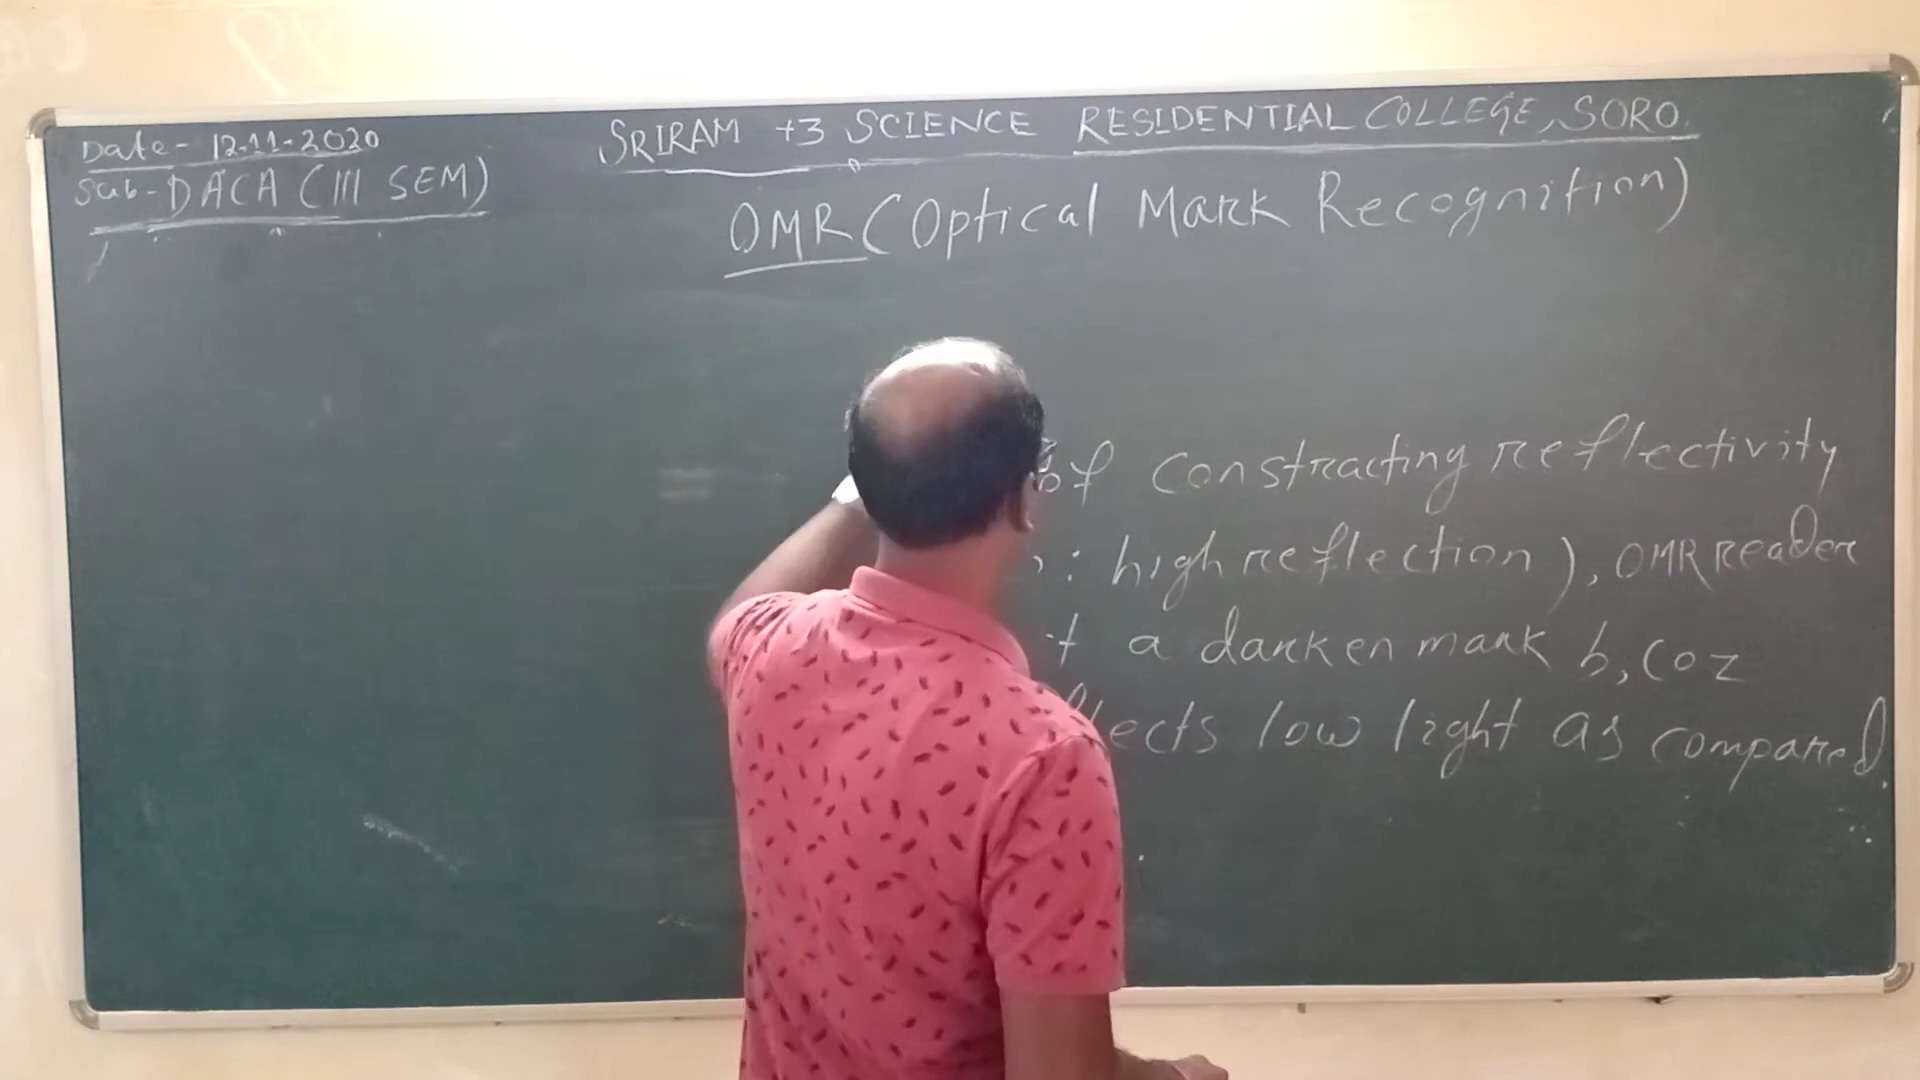 Date- 12-11-2020
SRIRAM +3 SCIENCE RESIDENTIAL COLLEGE, SORO.
Sub- DACA (III SEM)
OMR (Optical Mark Recognition)
of constracting reflectivity
: high reflection), OMR reader
a darken mark b,coz
lects low light as compared